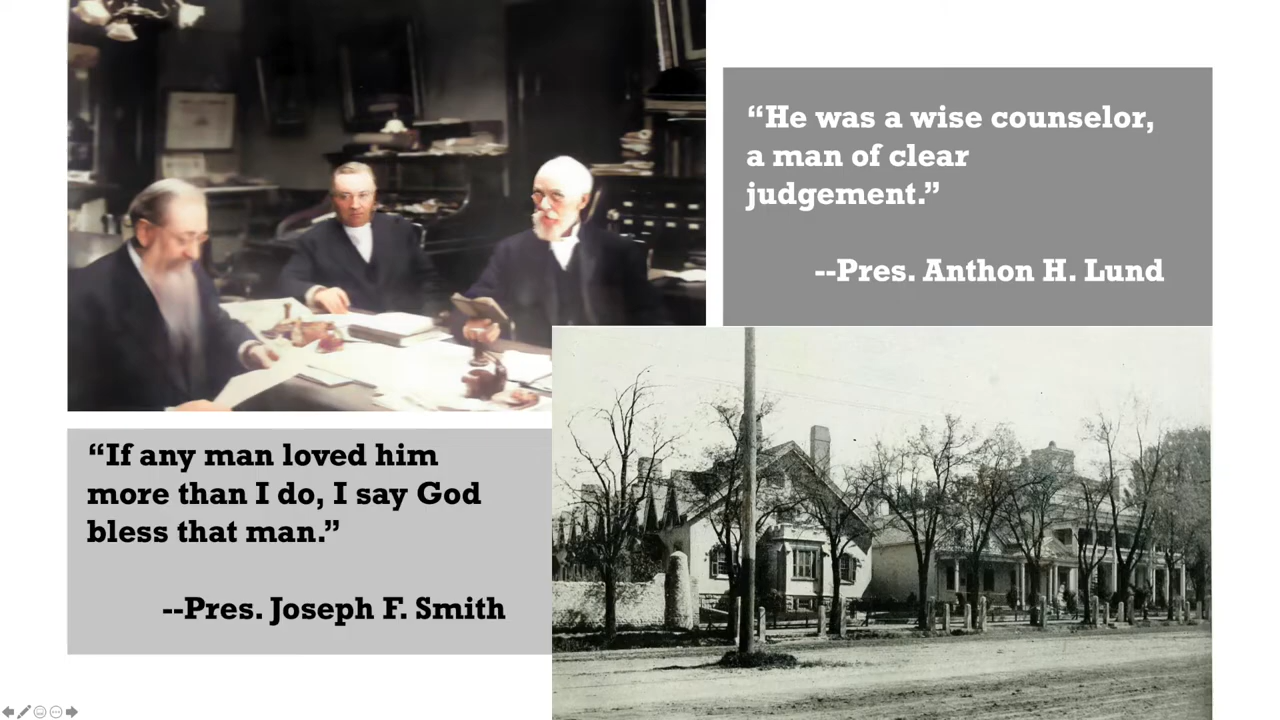 “He was a wise counselor,
a man of clear
judgement.”
--Pres. Anthon H. Lund
“If any man loved him
more than I do, I say God
bless that man.”
--Pres. Joseph F. Smith